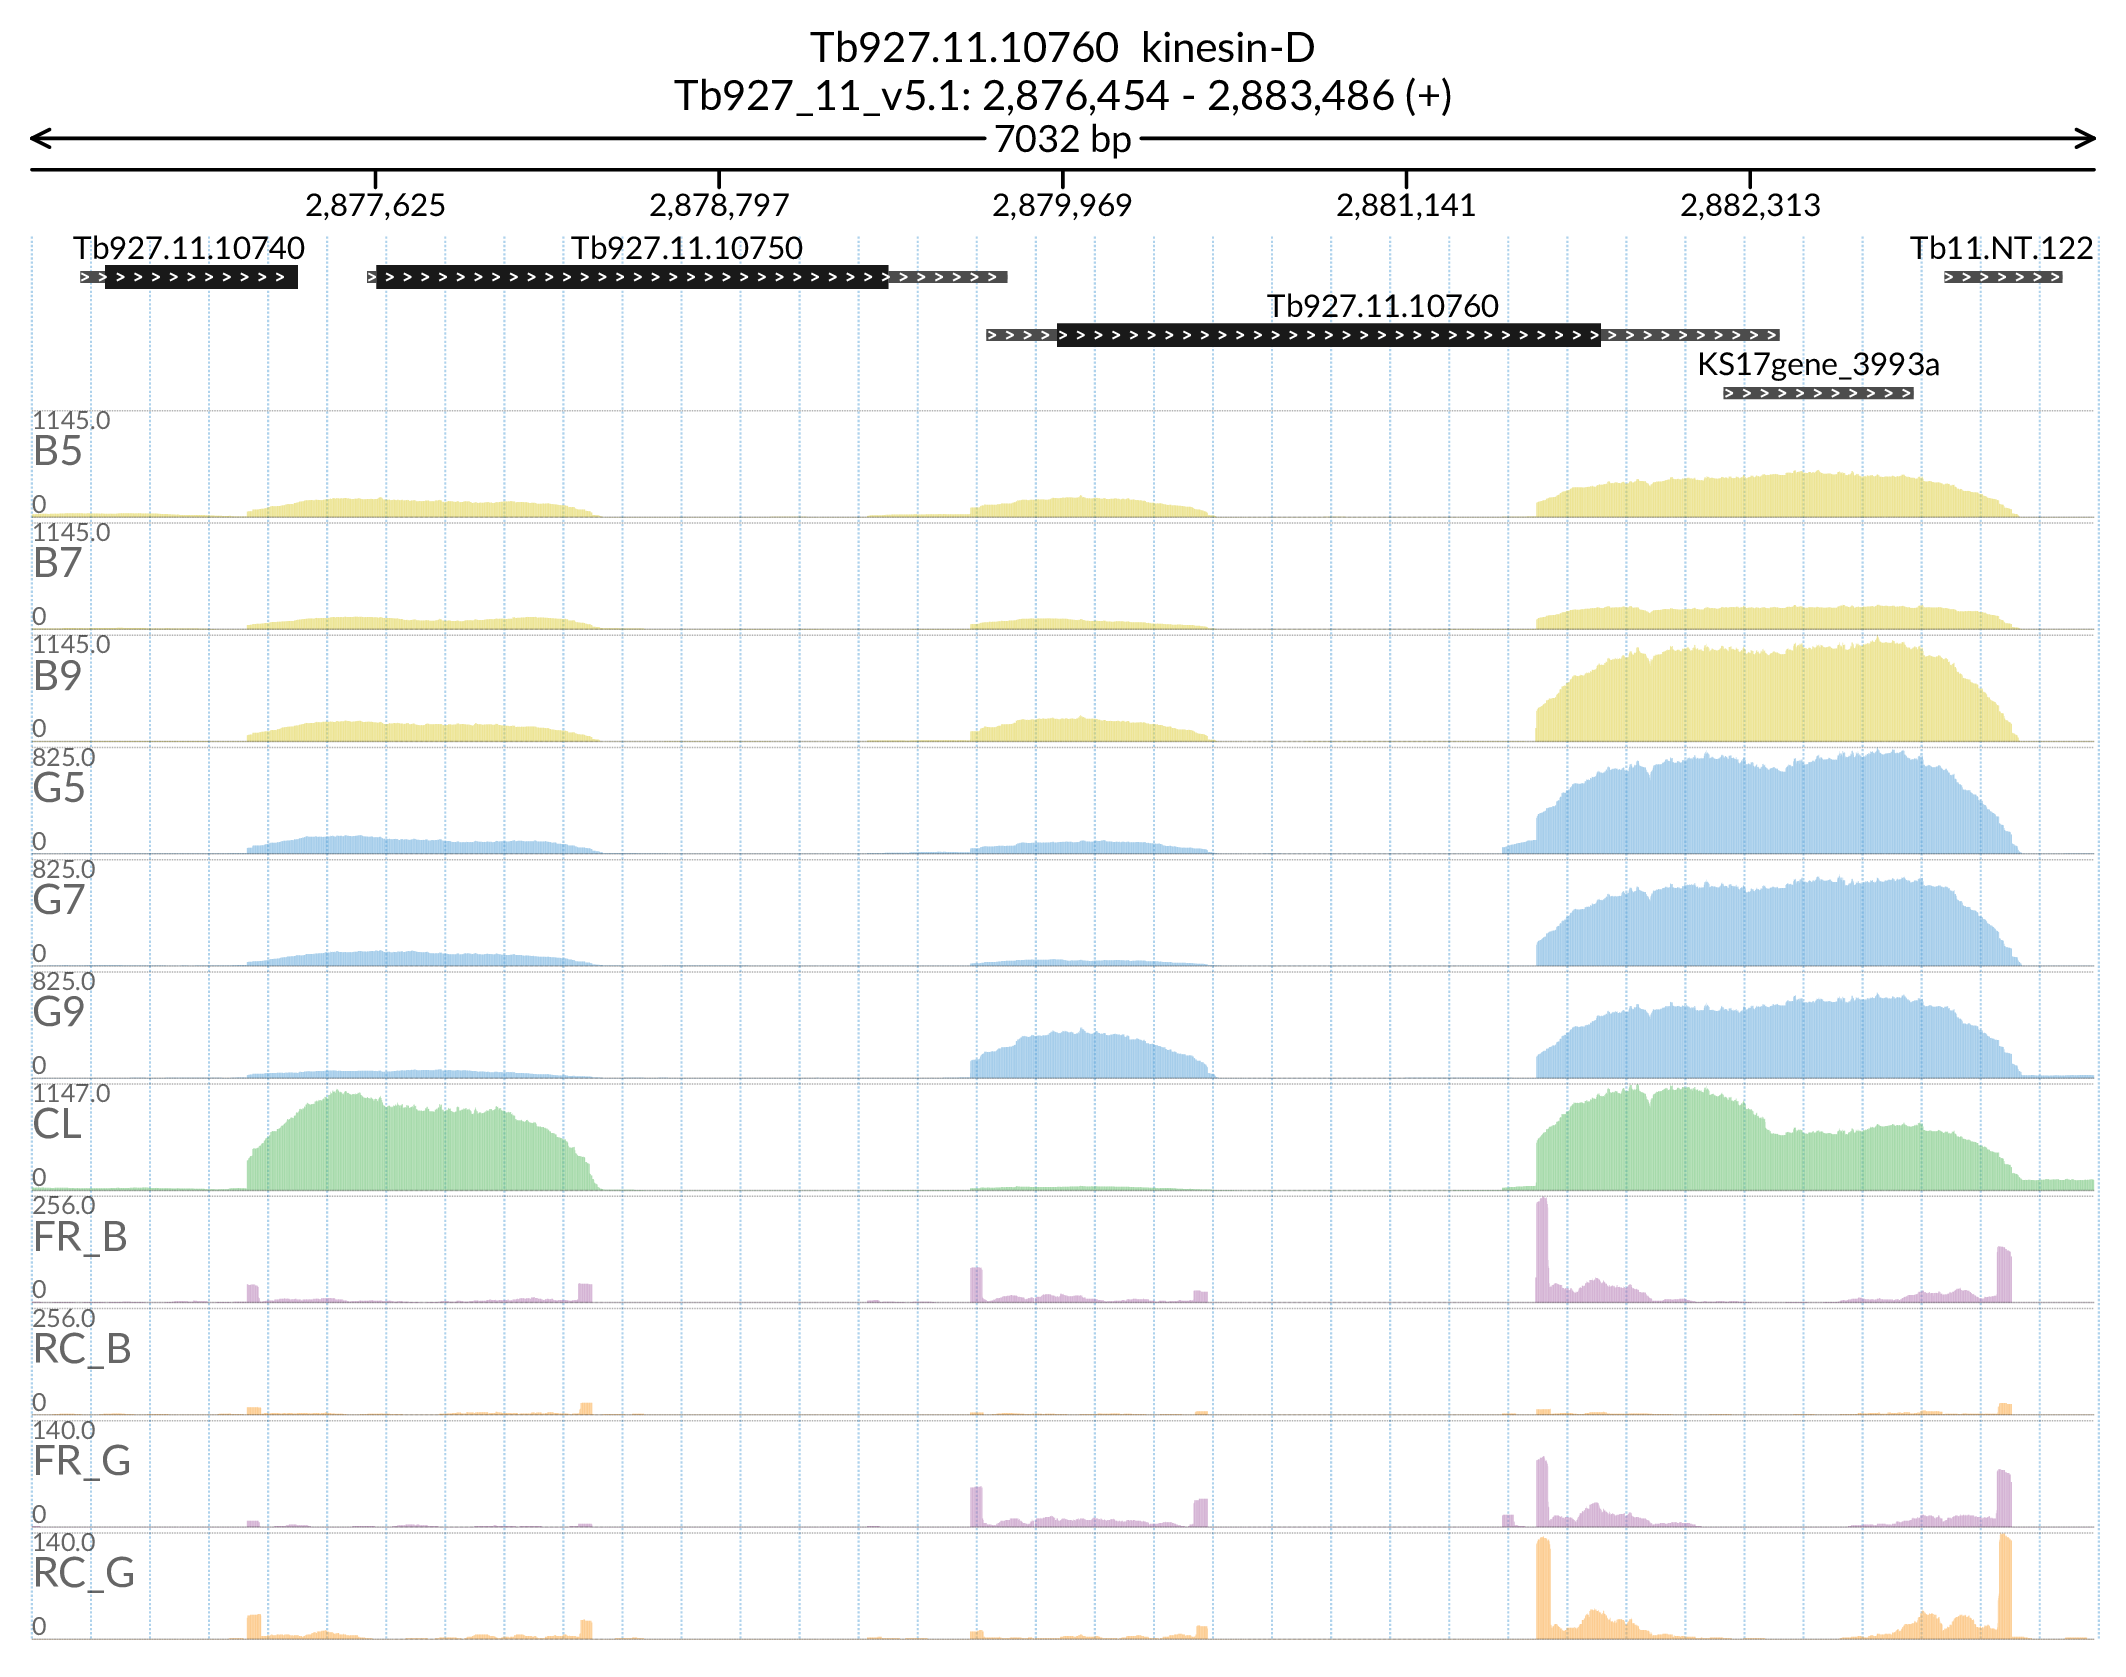 Tb927.11.10760 kinesin-D
Tb927_11_v5.1: 2,876,454 - 2,883,486 (+)
7032 bp
2,877,625 2,878,797 2,879,969 2,881,141 2,882,313
Tb927.11.10740 Tb927.11.10750 Tb11.NT.122
Tb927.11.10760
KS17gene_3993a
1145.0
B5
0
1145.0
B7
0
1145.0
B9
0
825.0
G5
0
825.0
G7
0
825.0
G9
0
1147.0
CL
0
256.0
FR_B
0
256.0
RC_B
0
140.0
FR_G
0
140.0
RC_G
0